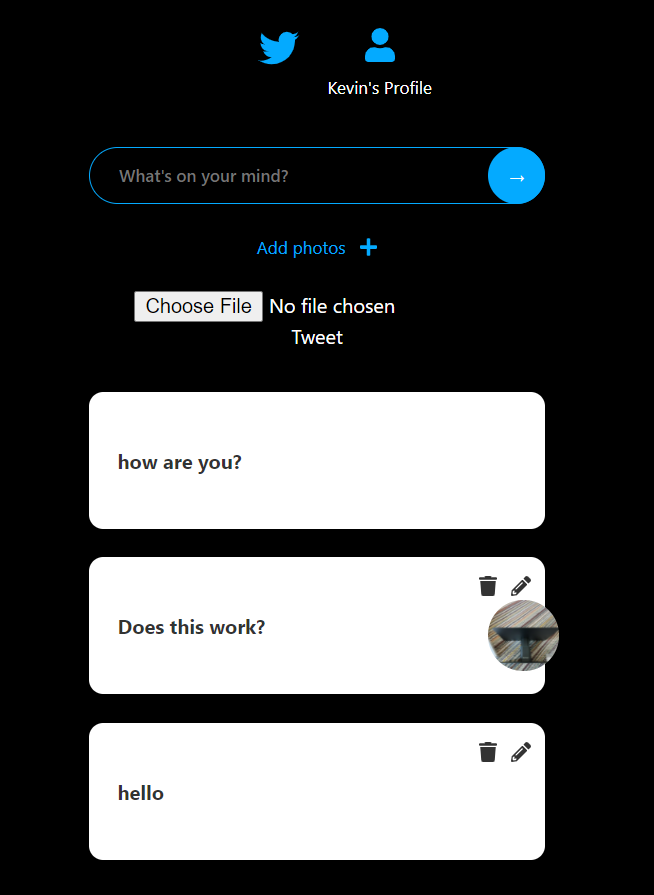 Kevin's Profile
What's on your mind?
→
Add photos
Choose File No file chosen
Tweet
how are you?
Does this work?
hello